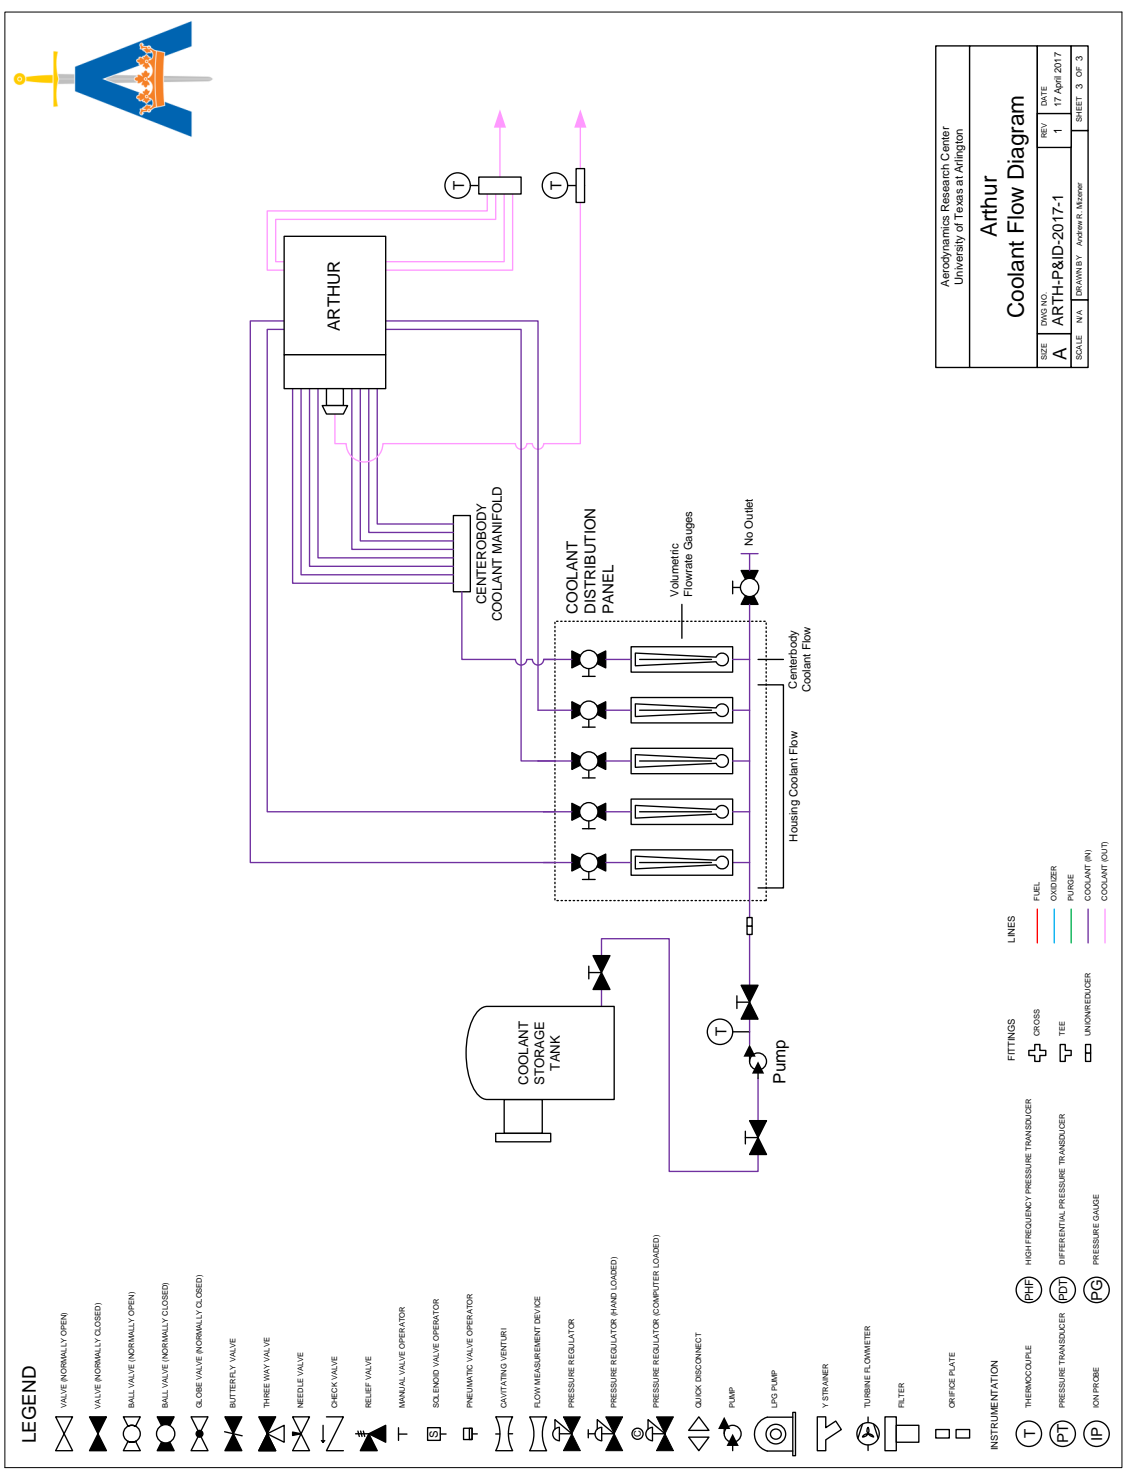 LEGEND
VALVE (NORMALLY OPEN)
VALVE (NORMALLY CLOSED)
BALL VALVE (NORMALLY OPEN)
BALL VALVE (NORMALLY CLOSED)
GLOBE VALVE (NORMALLY CLOSED)
BUTTERFLY VALVE
THREE WAY VALVE
NEEDLE VALVE
CHECK VALVE
RELIEF VALVE
MANUAL VALVE OPERATOR
S
SOLENOID VALVE OPERATOR
PNEUMATIC VALVE OPERATOR
CAVITATING VENTURI
FLOW MEASUREMENT DEVICE
PRESSURE REGULATOR
PRESSURE REGULATOR (HAND LOADED)
C
PRESSURE REGULATOR (COMPUTER LOADED)
QUICK DISCONNECT
PUMP
LPG PUMP
Y STRAINER
TURBINE FLOWMETER
FILTER
ORIFICE PLATE
INSTRUMENTATION
T
THERMOCOUPLE
PT
PRESSURE TRANSDUCER
IP
ION PROBE
PHF
HIGH FREQUENCY PRESSURE TRANSDUCER
PDT
DIFFERENTIAL PRESSURE TRANSDUCER
PG
PRESSURE GAUGE
FITTINGS
CROSS
TEE
UNION/REDUCER
LINES
FUEL
OXIDIZER
PURGE
COOLANT (IN)
COOLANT (OUT)
COOLANT
STORAGE
TANK
Pump
T
COOLANT
DISTRIBUTION
PANEL
Volumetric
Flowrate Gauges
No Outlet
Housing Coolant Flow
Centerbody
Coolant Flow
CENTEROBODY
COOLANT MANIFOLD
ARTHUR
T
T
Aerodynamics Research Center
University of Texas at Arlington
Arthur
Coolant Flow Diagram
SIZE
A
DWG NO.
ARTH-P&ID-2017-1
REV
1
DATE
17 April 2017
SCALE
N/A
DRAWN BY
Andrew R. Mizener
SHEET
3 OF 3